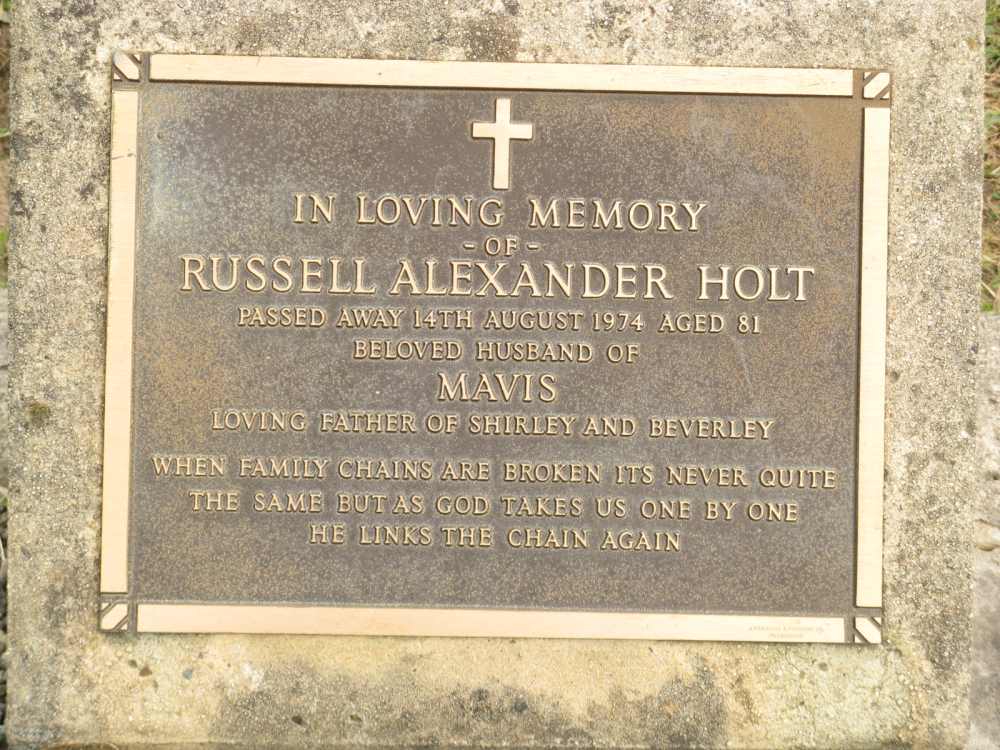 IN LOVING MEMORY
- OF -
RUSSELL ALEXANDER HOLT
PASSED AWAY 14TH AUGUST 1974 AGED 81
BELOVED HUSBAND OF
MAVIS
LOVING FATHER OF SHIRLEY AND BEVERLEY
WHEN FAMILY CHAINS ARE BROKEN ITS NEVER QUITE
THE SAME BUT AS GOD TAKES US ONE BY ONE
HE LINKS THE CHAIN AGAIN